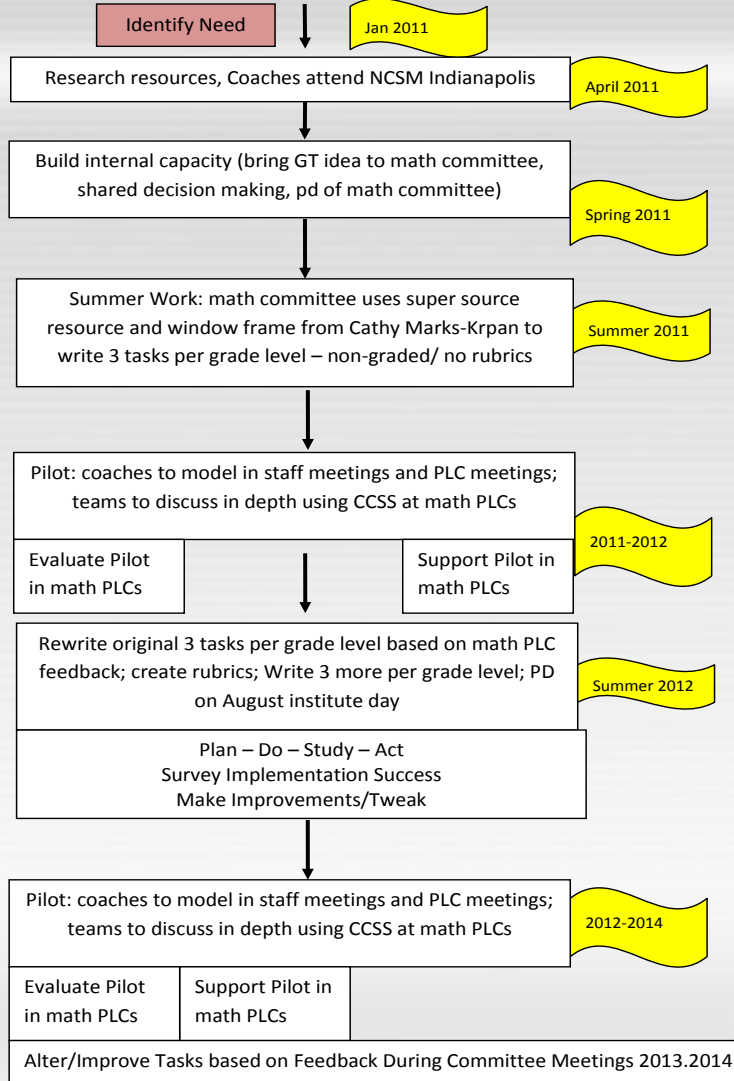 Identify Need
Jan 2011
Research resources, Coaches attend NCSM Indianapolis
April 2011
Build internal capacity (bring GT idea to math committee,
shared decision making, pd of math committee)
Spring 2011
Summer Work: math committee uses super source
resource and window frame from Cathy Marks-Krpan to
write 3 tasks per grade level – non-graded/ no rubrics
Summer 2011
Pilot: coaches to model in staff meetings and PLC meetings;
teams to discuss in depth using CCSS at math PLCs
2011-2012
Evaluate Pilot
in math PLCs
Support Pilot in
math PLCs
Rewrite original 3 tasks per grade level based on math PLC
feedback; create rubrics; Write 3 more per grade level; PD
on August institute day
Summer 2012
Plan – Do – Study – Act
Survey Implementation Success
Make Improvements/Tweak
Pilot: coaches to model in staff meetings and PLC meetings;
teams to discuss in depth using CCSS at math PLCs
2012-2014
Evaluate Pilot
in math PLCs
Support Pilot in
math PLCs
Alter/Improve Tasks based on Feedback During Committee Meetings 2013.2014